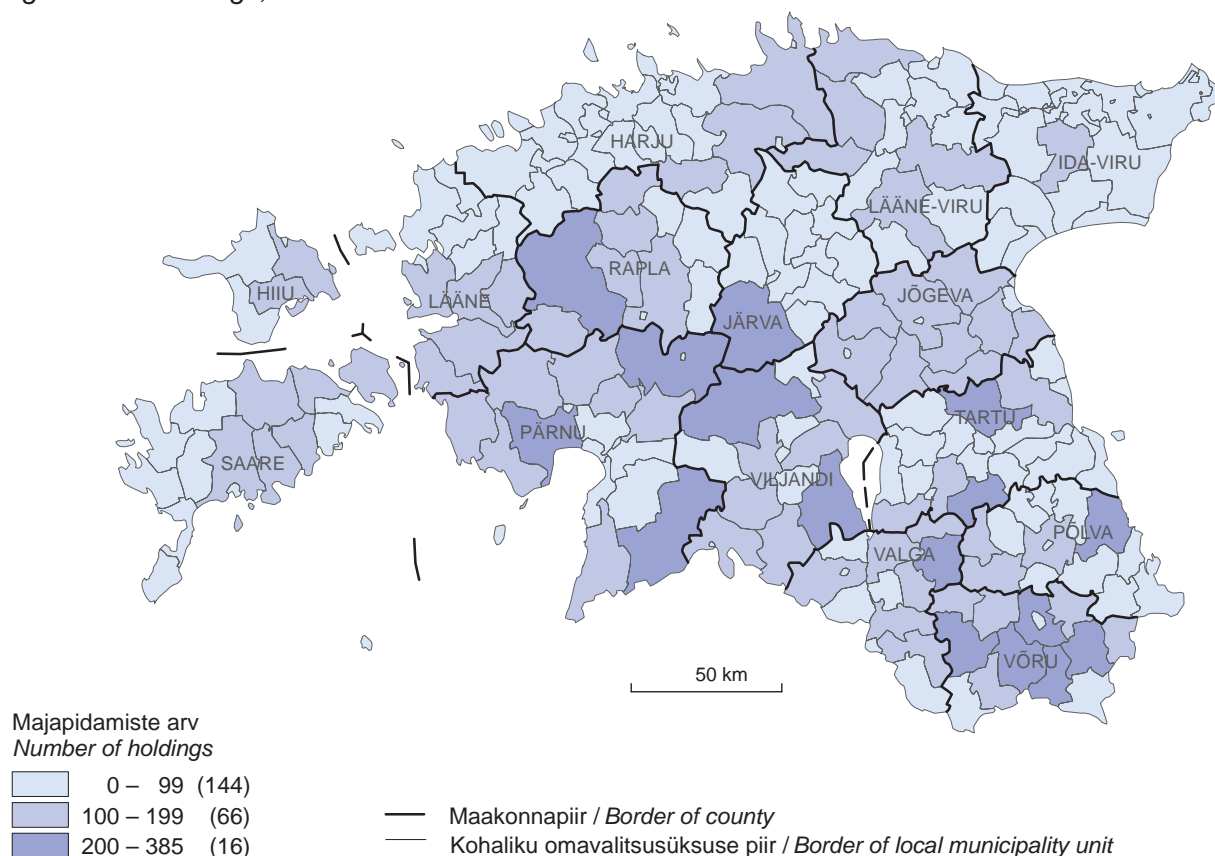 HARJU
IDA-VIRU
LÄÄNE-VIRU
RAPLA
HIIU
LÄÄNE
JÕGEVA
JÄRVA
TARTU
PÄRNU
SAARE
VILJANDI
PÕLVA
VALGA
VÕRU
50 km
Majapidamiste arv
Number of holdings
0 – 99 (144)
100 – 199 (66)
200 – 385 (16)
Maakonnapiir / Border of county
Kohaliku omavalitsusüksuse piir / Border of local municipality unit